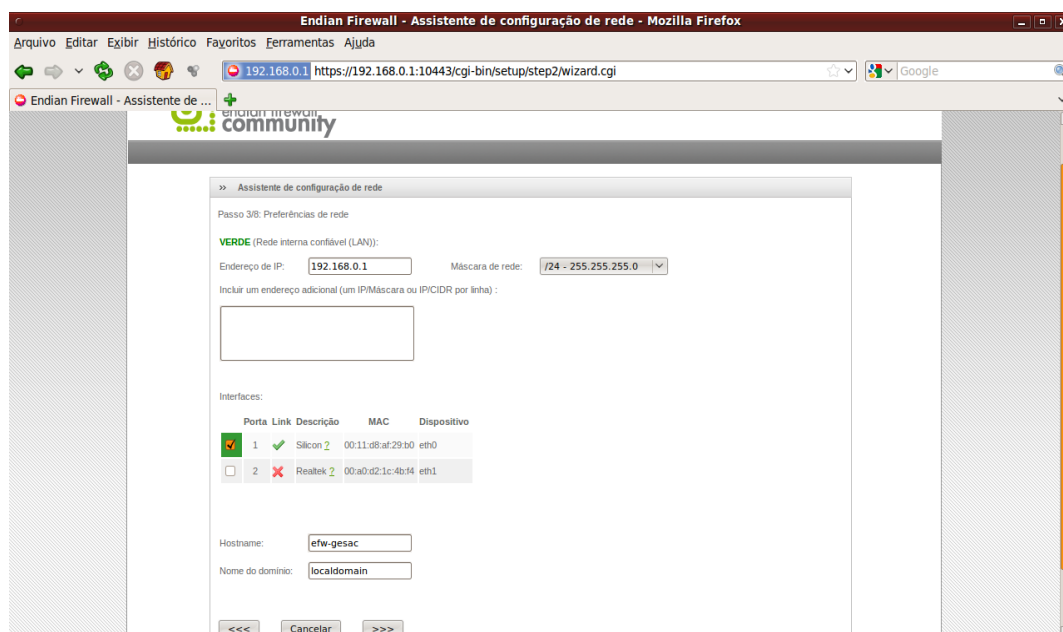 Endian Firewall - Assistente de configuração de rede - Mozilla Firefox
Arquivo Editar Exibir Histórico Favoritos Ferramentas Ajuda
192.168.0.1 https://192.168.0.1:10443/cgi-bin/setup/step2/wizard.cgi Google
Endian Firewall - Assistente de ...
endian firewall
community
>> Assistente de configuração de rede
Passo 3/8: Preferências de rede
VERDE (Rede interna confiável (LAN)):
Endereço de IP: 192.168.0.1 Máscara de rede: /24 - 255.255.255.0
Incluir um endereço adicional (um IP/Máscara ou IP/CIDR por linha) :
Interfaces:
Porta Link Descrição MAC Dispositivo
1 Silicon ? 00:11:d8:af:29:b0 eth0
2 Realtek ? 00:a0:d2:1c:4b:f4 eth1
Hostname: efw-gesac
Nome do domínio: localdomain
<<< Cancelar >>>